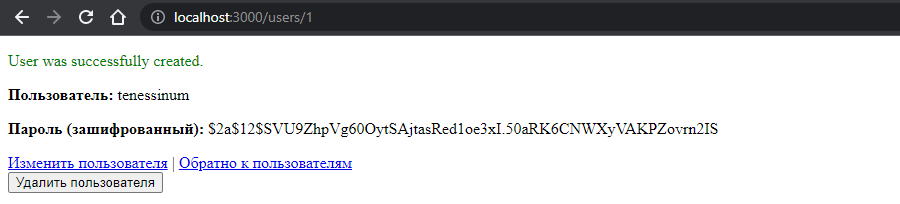 localhost:3000/users/1
User was successfully created.
Пользователь: tenessinum
Пароль (зашифрованный): $2a$12$SVU9ZhpVg60OytSAjtasRed1oe3xI.50aRK6CNWXyVAKPZovrn2IS
Изменить пользователя | Обратно к пользователям
Удалить пользователя